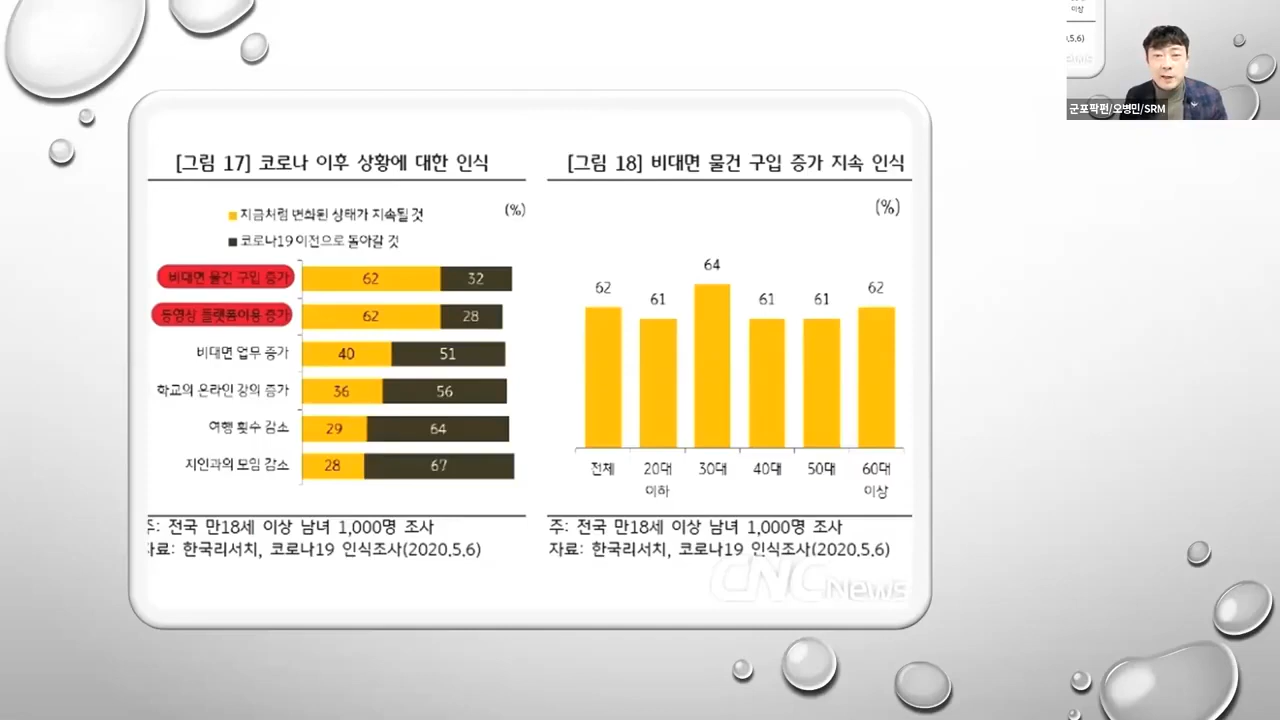 [그림 17] 코로나 이후 상황에 대한 인식
(%)
지금처럼 변화된 상태가 지속될 것
코로나19 이전으로 돌아갈 것
비대면 물건 구입 증가 62 32
동영상 플랫폼이용 증가 62 28
비대면 업무 증가 40 51
학교의 온라인 강의 증가 36 56
여행 횟수 감소 29 64
지인과의 모임 감소 28 67
주: 전국 만18세 이상 남녀 1,000명 조사
자료: 한국리서치, 코로나19 인식조사(2020.5.6)
[그림 18] 비대면 물건 구입 증가 지속 인식
(%)
62 61 64 61 61 62
전체 20대 30대 40대 50대 60대
이하 이상
주: 전국 만18세 이상 남녀 1,000명 조사
자료: 한국리서치, 코로나19 인식조사(2020.5.6)
CNC News
이상
.5.6)
군포팍펀/오병민/SRM